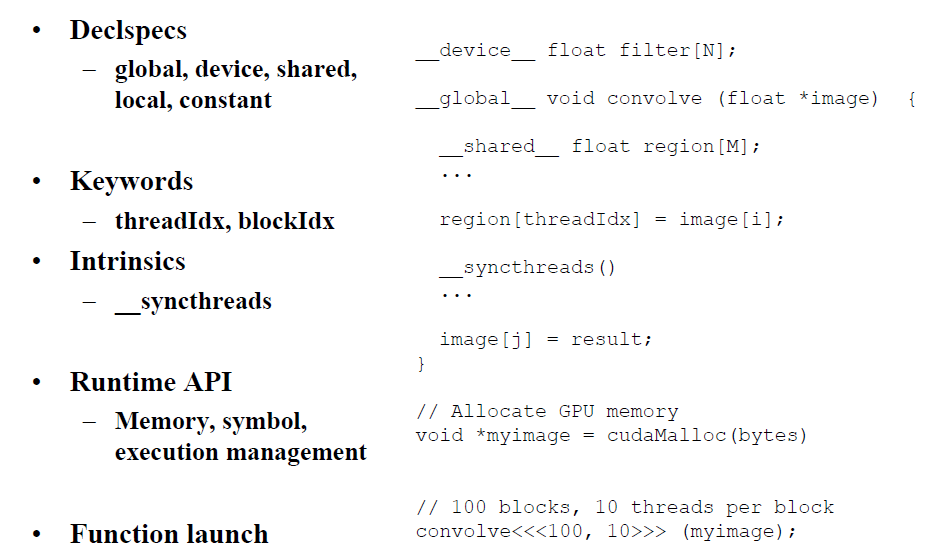 • Declspecs
– global, device, shared,
local, constant
• Keywords
– threadIdx, blockIdx
• Intrinsics
– __syncthreads
• Runtime API
– Memory, symbol,
execution management
• Function launch
__device__ float filter[N];
__global__ void convolve (float *image) {
__shared__ float region[M];
...
region[threadIdx] = image[i];
__syncthreads()
...
image[j] = result;
}
// Allocate GPU memory
void *myimage = cudaMalloc(bytes)
// 100 blocks, 10 threads per block
convolve<<<100, 10>>> (myimage);